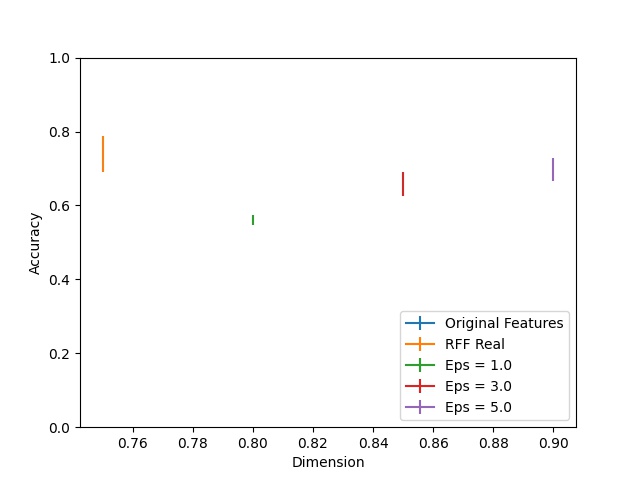 1.0
0.8
0.6
0.4
0.2
0.0
Accuracy
0.76 0.78 0.80 0.82 0.84 0.86 0.88 0.90
Dimension
Original Features
RFF Real
Eps = 1.0
Eps = 3.0
Eps = 5.0